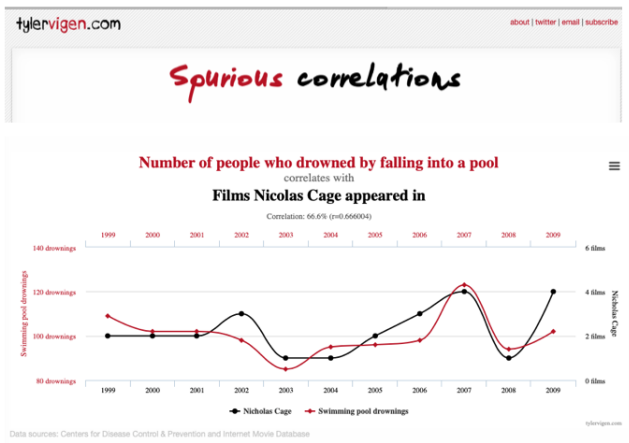 tylervigen.com
about | twitter | email | subscribe
Spurious correlations
Number of people who drowned by falling into a pool
correlates with
Films Nicolas Cage appeared in
Correlation: 66.6% (r=0.666004)
1999 2000 2001 2002 2003 2004 2005 2006 2007 2008 2009
140 drownings 6 films
120 drownings 4 films
100 drownings 2 films
80 drownings 0 films
Swimming pool drownings
Nicholas Cage
1999 2000 2001 2002 2003 2004 2005 2006 2007 2008 2009
Nicholas Cage Swimming pool drownings
tylervigen.com
Data sources: Centers for Disease Control & Prevention and Internet Movie Database